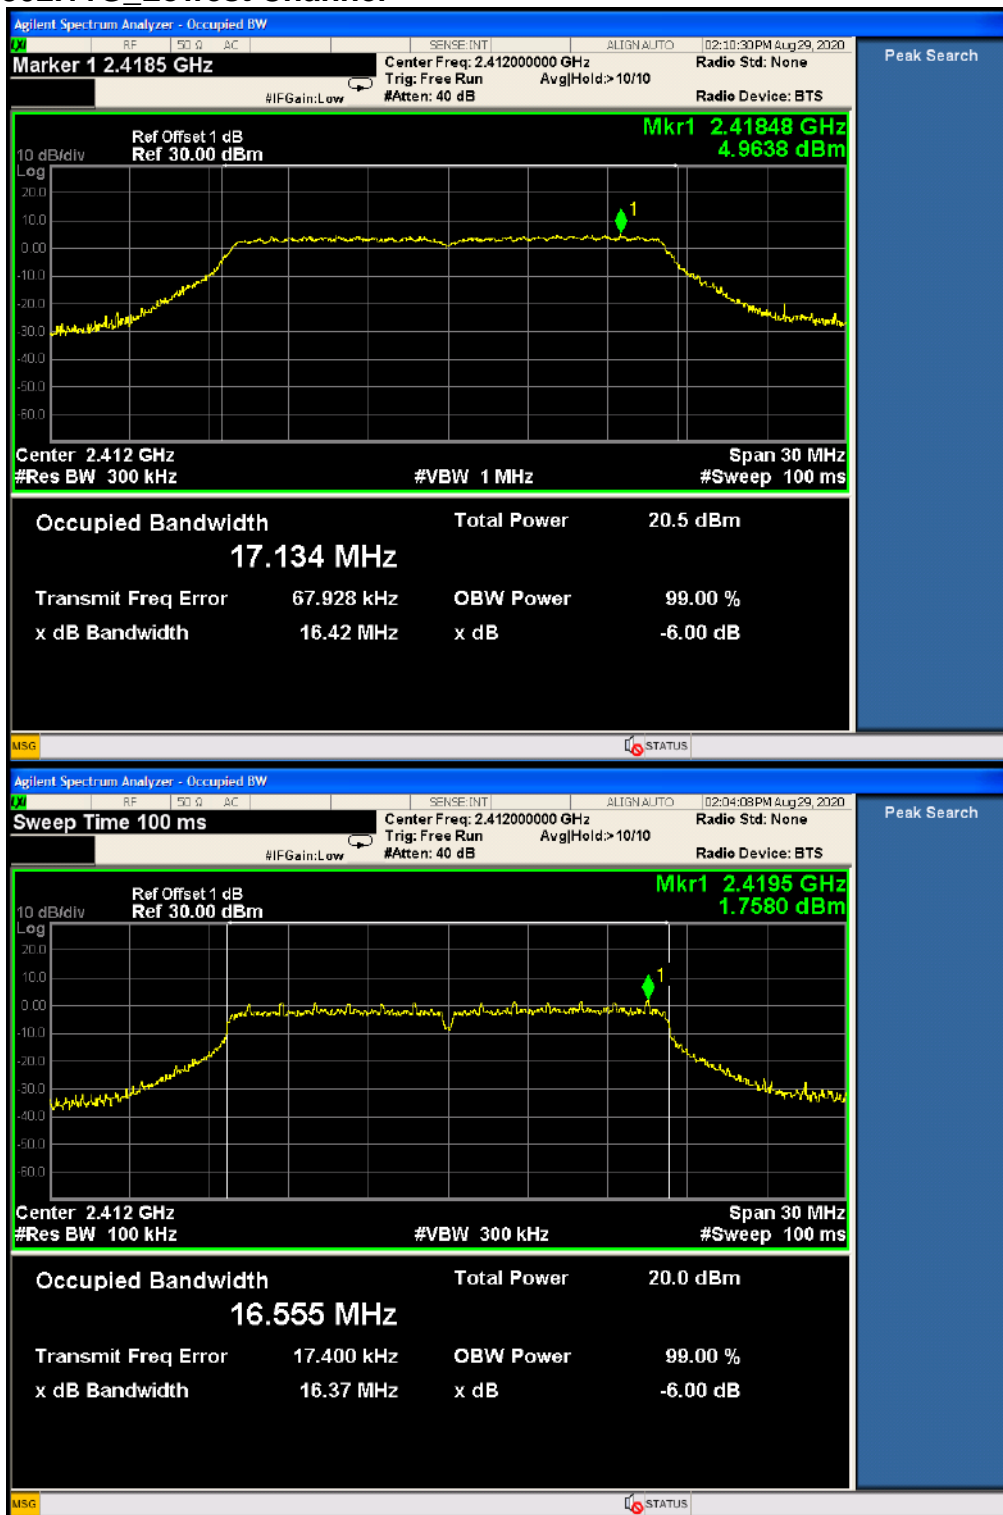 802.11G_Lowest Channel
Agilent Spectrum Analyzer - Occupied BW
RF 50 Ω AC SENSE:INT ALIGN AUTO 02:10:30 PM Aug 29, 2020
Marker 1 2.4185 GHz
Center Freq: 2.412000000 GHz
Radio Std: None
Peak Search
Trig: Free Run Avg|Hold:> 10/10
#IFGain:Low #Atten: 40 dB Radio Device: BTS
Ref Offset 1 dB
Mkr1 2.41848 GHz
10 dB/div Ref 30.00 dBm 4.9638 dBm
Log
20.0
10.0
1
0.00
-10.0
-20.0
-30.0
-40.0
-50.0
-60.0
Center 2.412 GHz Span 30 MHz
#Res BW 300 kHz #VBW 1 MHz #Sweep 100 ms
Occupied Bandwidth Total Power 20.5 dBm
17.134 MHz
Transmit Freq Error 67.928 kHz OBW Power 99.00 %
x dB Bandwidth 16.42 MHz x dB -6.00 dB
MSG STATUS
Agilent Spectrum Analyzer - Occupied BW
RF 50 Ω AC SENSE:INT ALIGN AUTO 02:04:08 PM Aug 29, 2020
Sweep Time 100 ms
Center Freq: 2.412000000 GHz
Radio Std: None
Peak Search
Trig: Free Run Avg|Hold:> 10/10
#IFGain:Low #Atten: 40 dB Radio Device: BTS
Ref Offset 1 dB
Mkr1 2.4195 GHz
10 dB/div Ref 30.00 dBm 1.7580 dBm
Log
20.0
10.0
1
0.00
-10.0
-20.0
-30.0
-40.0
-50.0
-60.0
Center 2.412 GHz Span 30 MHz
#Res BW 100 kHz #VBW 300 kHz #Sweep 100 ms
Occupied Bandwidth Total Power 20.0 dBm
16.555 MHz
Transmit Freq Error 17.400 kHz OBW Power 99.00 %
x dB Bandwidth 16.37 MHz x dB -6.00 dB
MSG STATUS